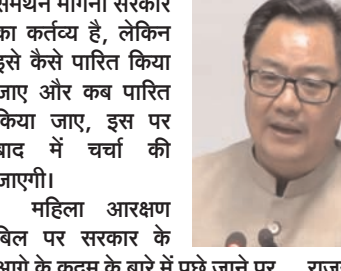 समर्थन मांगना सरकार
का कर्तव्य है, लेकिन
इसे कैसे पारित किया
जाए और कब पारित
किया जाए, इस पर
बाद में चर्चा की
जाएगी।
महिला आरक्षण
बिल पर सरकार के
आगे के कदम के बारे में पूछे जाने पर